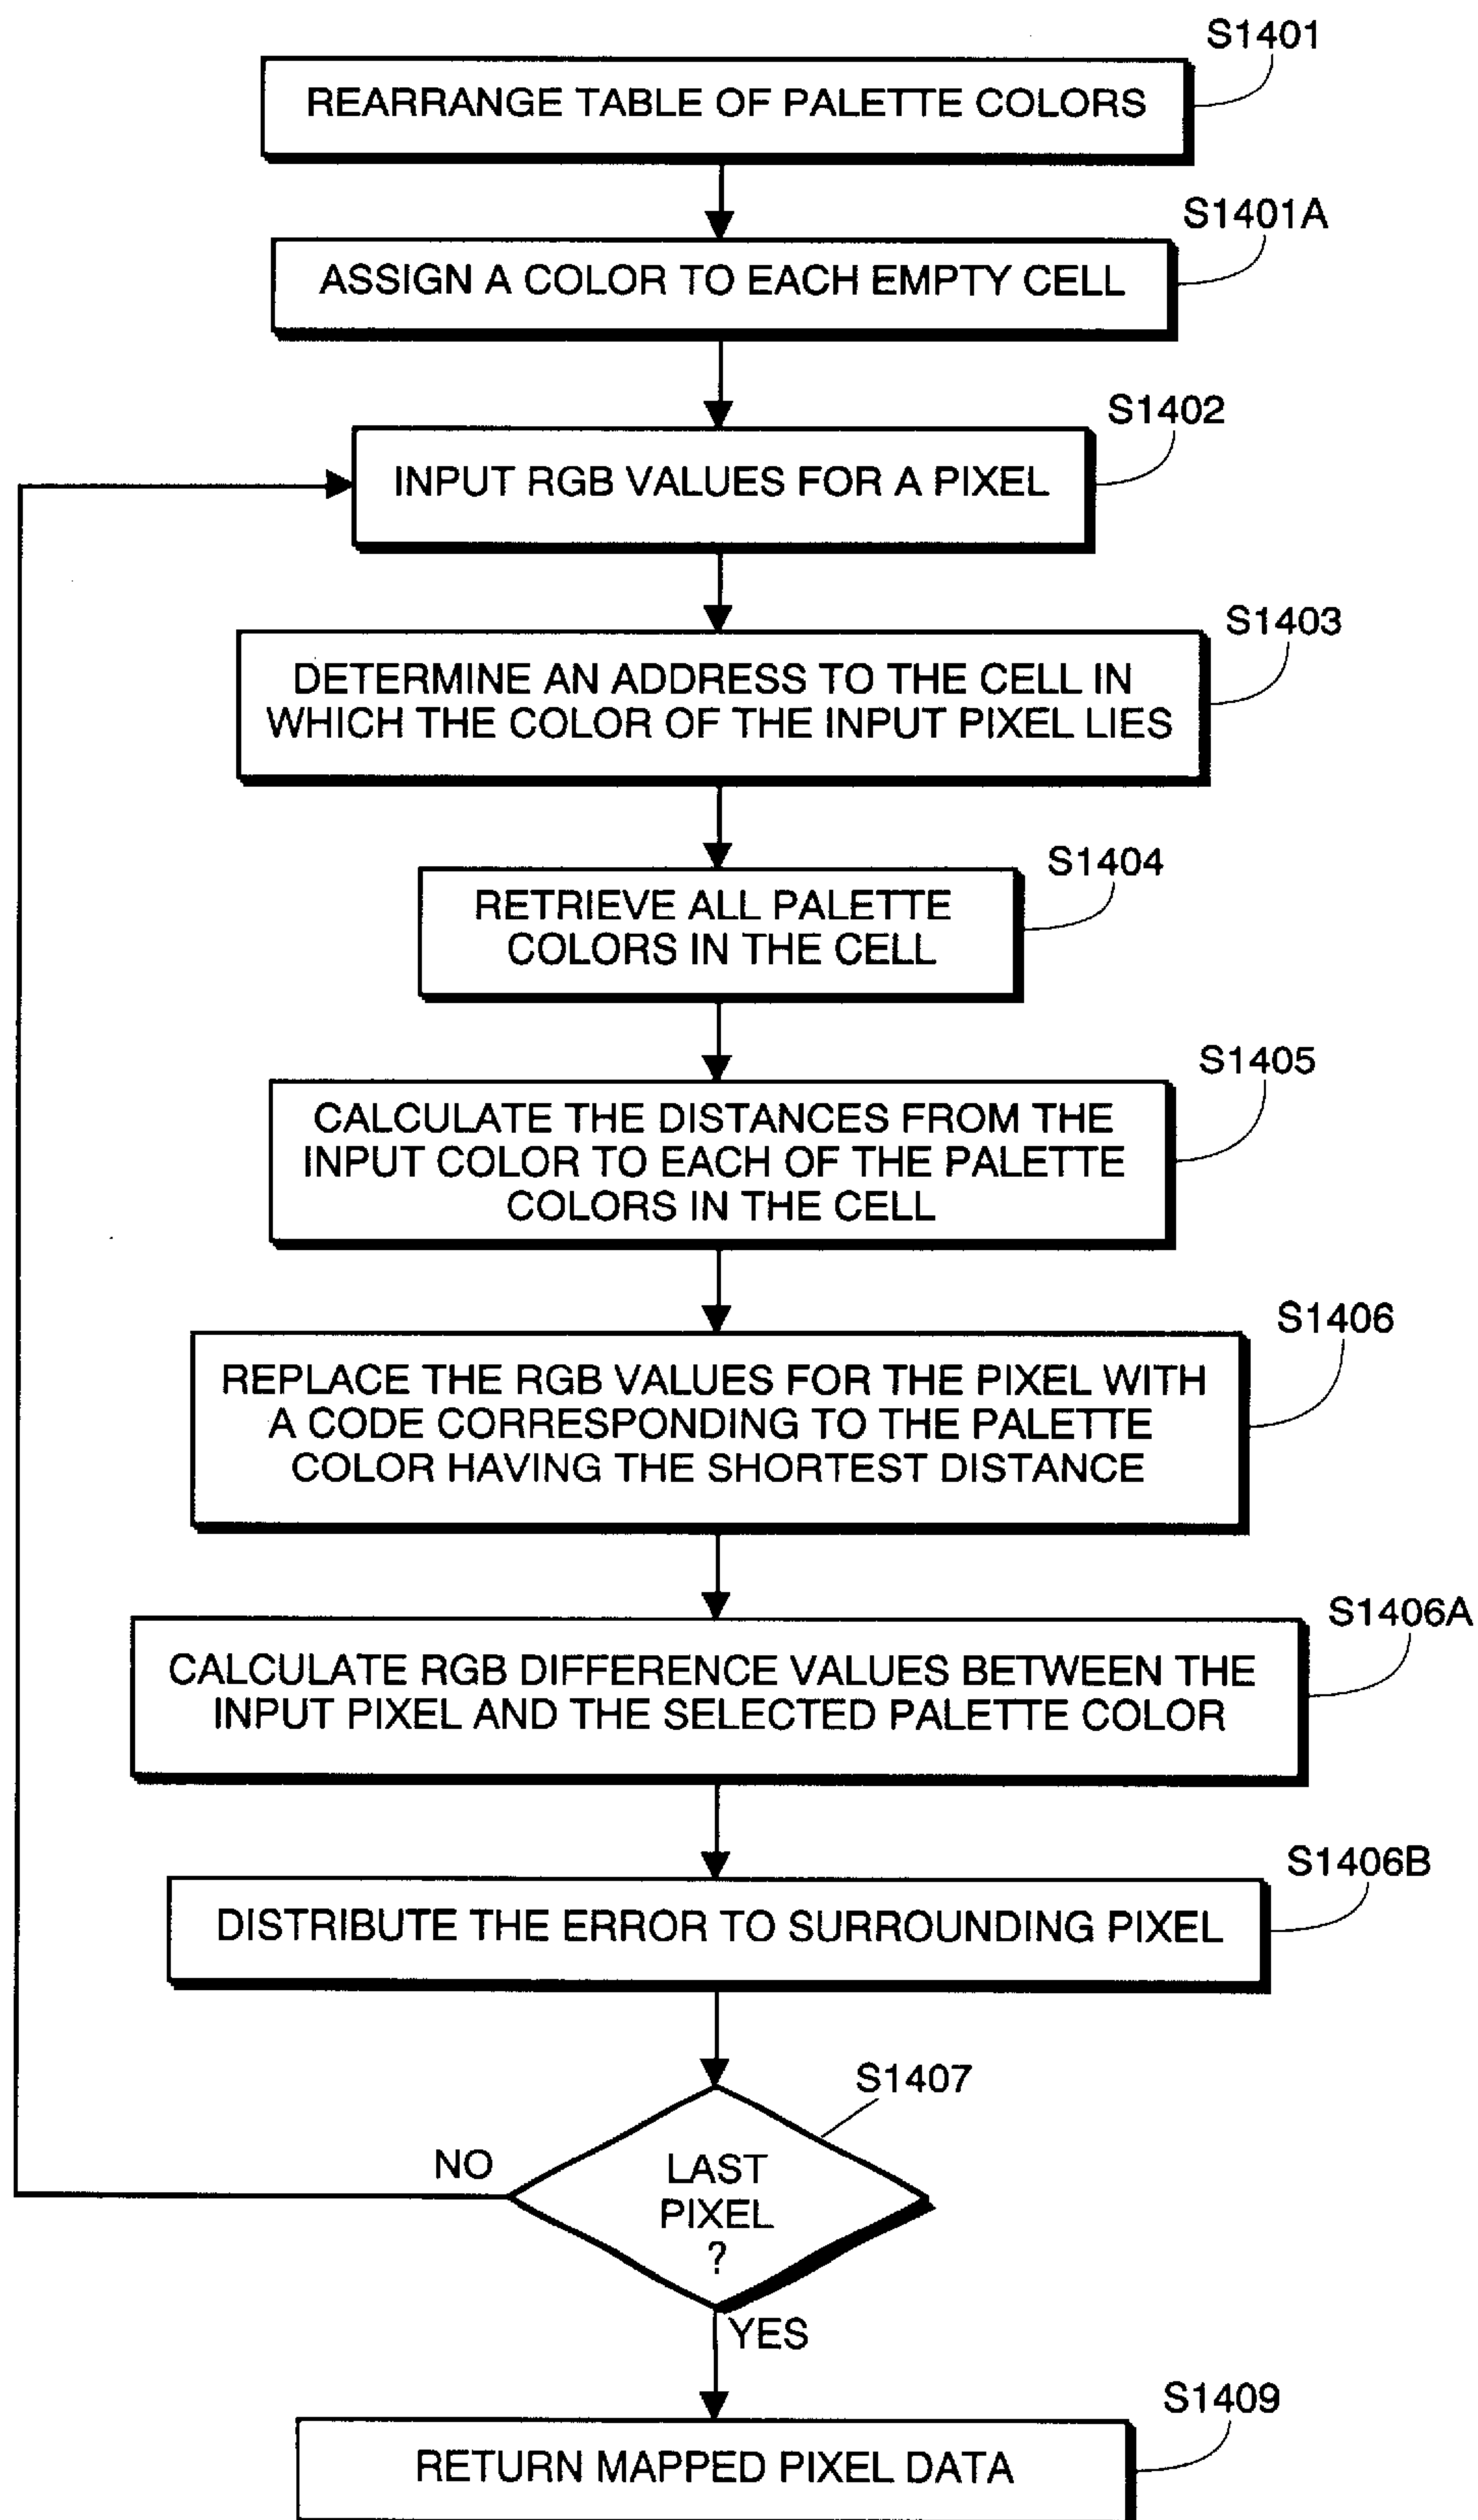 S1401
REARRANGE TABLE OF PALETTE COLORS
S1401A
ASSIGN A COLOR TO EACH EMPTY CELL
S1402
INPUT RGB VALUES FOR A PIXEL
S1403
DETERMINE AN ADDRESS TO THE CELL IN
WHICH THE COLOR OF THE INPUT PIXEL LIES
S1404
RETRIEVE ALL PALETTE
COLORS IN THE CELL
S1405
CALCULATE THE DISTANCES FROM THE
INPUT COLOR TO EACH OF THE PALETTE
COLORS IN THE CELL
S1406
REPLACE THE RGB VALUES FOR THE PIXEL WITH
A CODE CORRESPONDING TO THE PALETTE
COLOR HAVING THE SHORTEST DISTANCE
S1406A
CALCULATE RGB DIFFERENCE VALUES BETWEEN THE
INPUT PIXEL AND THE SELECTED PALETTE COLOR
S1406B
DISTRIBUTE THE ERROR TO SURROUNDING PIXEL
S1407
NO
LAST
PIXEL
?
YES
S1409
RETURN MAPPED PIXEL DATA